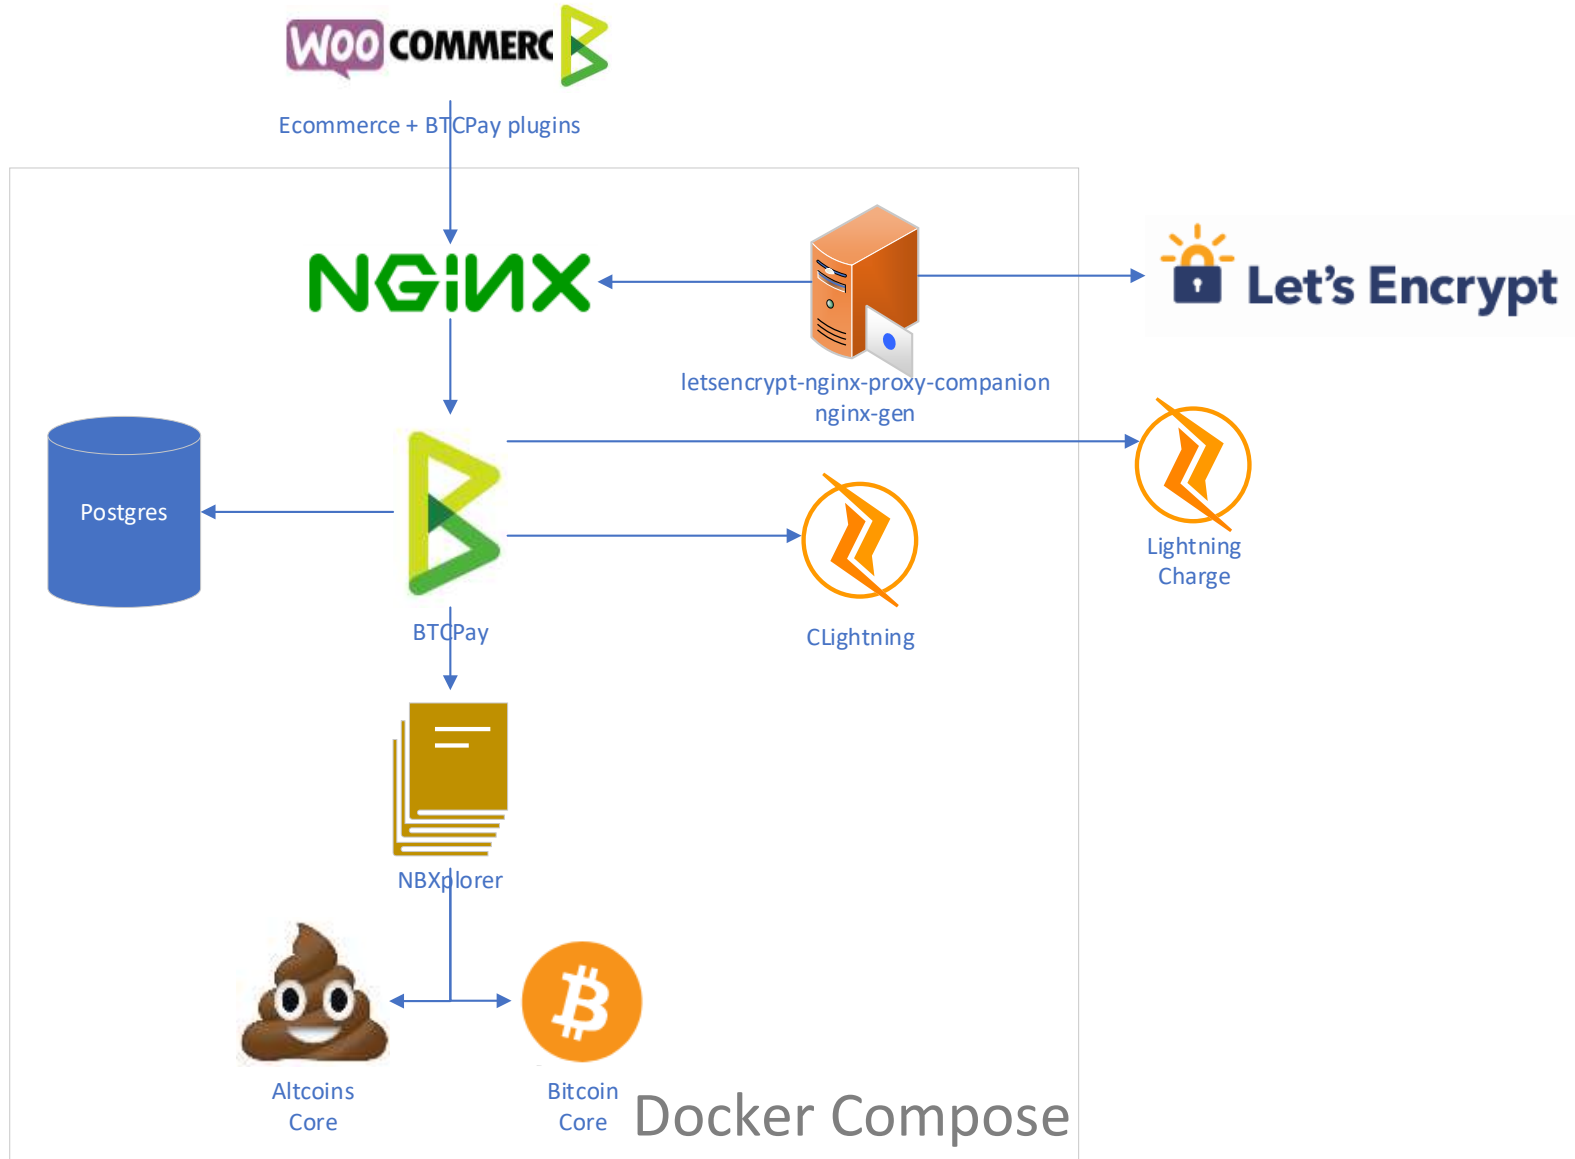 WOO COMMERC
Ecommerce + BTCPay plugins
NGiNX
Let's Encrypt
letsencrypt-nginx-proxy-companion
nginx-gen
Postgres
BTCPay
CLightning
Lightning
Charge
NBXplorer
Altcoins
Core
Bitcoin
Core
Docker Compose